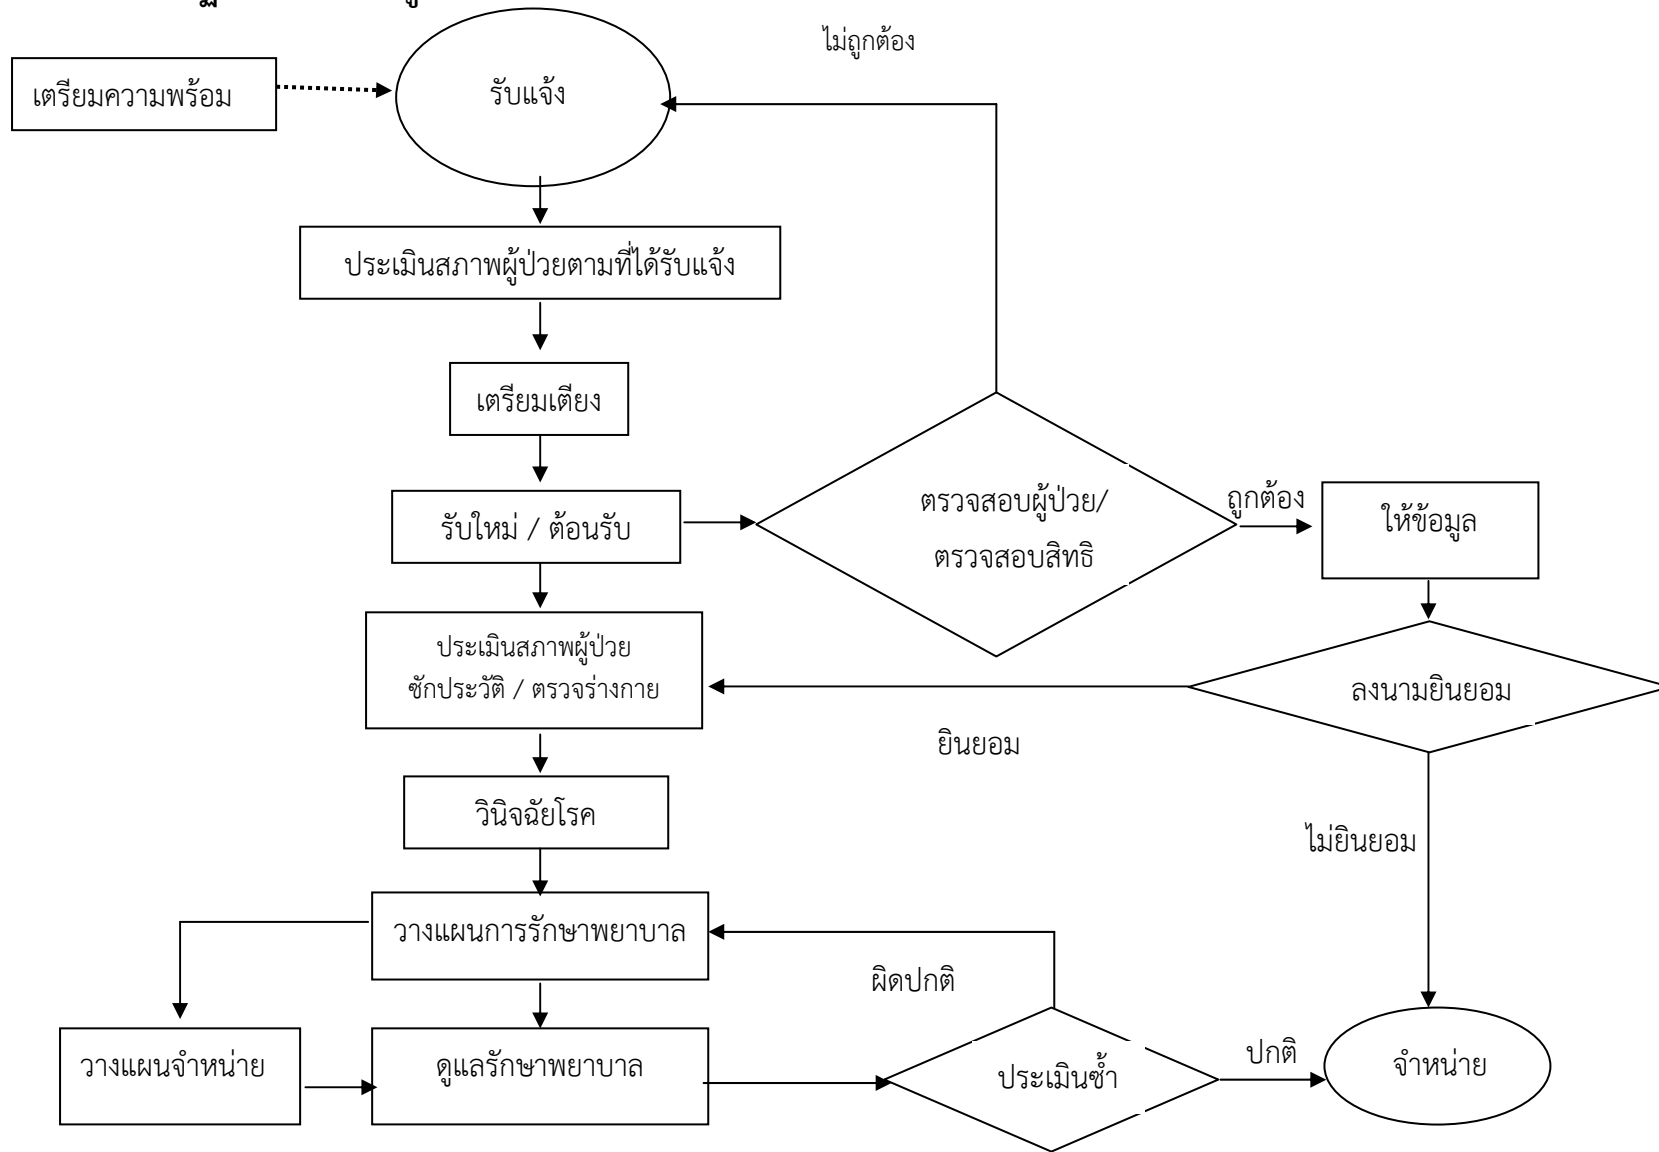 ไม่ถูกต้อง
เตรียมความพร้อม
รับแจ้ง
ประเมินสภาพผู้ป่วยตามที่ได้รับแจ้ง
เตรียมเตียง
รับใหม่ / ต้อนรับ
ตรวจสอบผู้ป่วย/
ตรวจสอบสิทธิ
ถูกต้อง
ให้ข้อมูล
ประเมินสภาพผู้ป่วย
ซักประวัติ / ตรวจร่างกาย
ลงนามยินยอม
ยินยอม
วินิจฉัยโรค
ไม่ยินยอม
วางแผนการรักษาพยาบาล
ผิดปกติ
วางแผนจำหน่าย
ดูแลรักษาพยาบาล
ประเมินซ้ำ
ปกติ
จำหน่าย